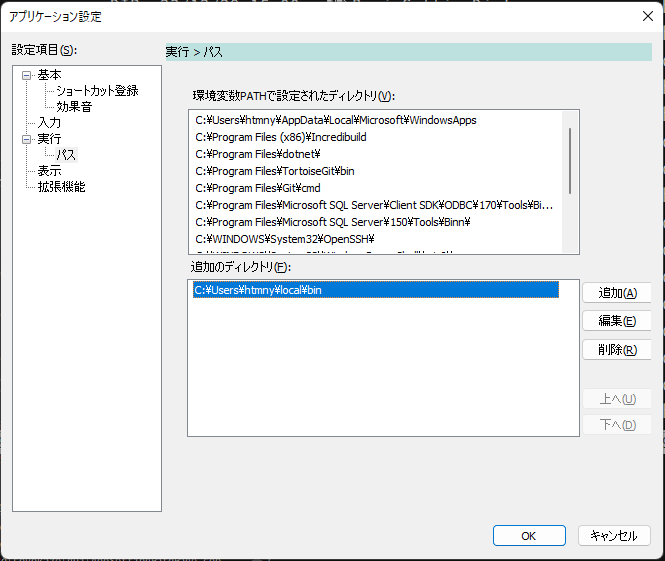 アプリケーション設定
設定項目(S):
実行 > パス
基本
ショートカット登録
効果音
入力
実行
パス
表示
拡張機能
環境変数PATHで設定されたディレクトリ(V):
C:¥Users¥htmny¥AppData¥Local¥Microsoft¥WindowsApps
C:¥Program Files (x86)¥Incredibuild
C:¥Program Files¥dotnet¥
C:¥Program Files¥TortoiseGit¥bin
C:¥Program Files¥Git¥cmd
C:¥Program Files¥Microsoft SQL Server¥Client SDK¥ODBC¥170¥Tools¥Bi...
C:¥Program Files¥Microsoft SQL Server¥150¥Tools¥Binn¥
C:¥WINDOWS¥System32¥OpenSSH¥
追加のディレクトリ(F):
C:¥Users¥htmny¥local¥bin
追加(A)
編集(E)
削除(R)
上へ(U)
下へ(D)
OK
キャンセル